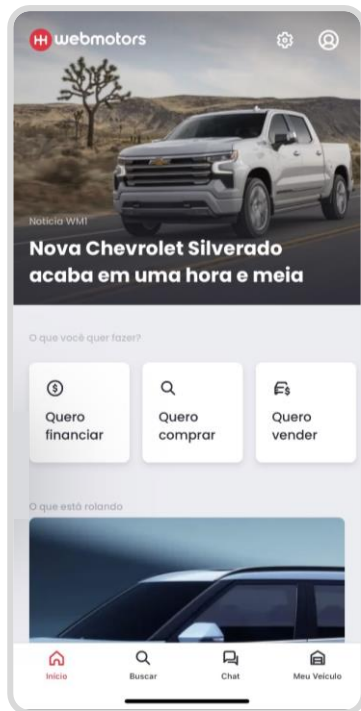 webmotors
Notícia WM1
Nova Chevrolet Silverado
acaba em uma hora e meia
O que você quer fazer?
Quero
financiar
Quero
comprar
Quero
vender
O que está rolando
Início
Buscar
Chat
Meu Veículo